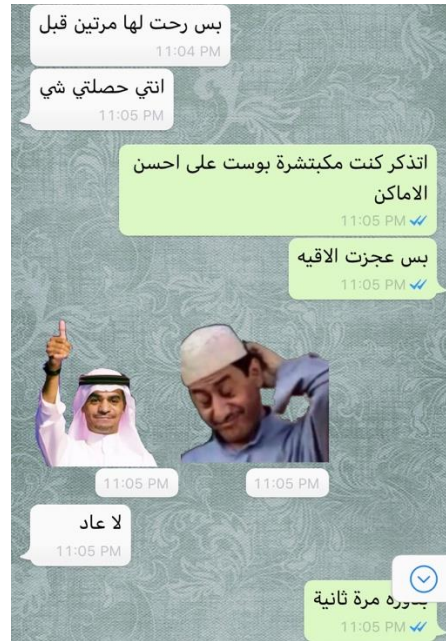 بس رحت لها مرتين قبل
11:04 PM
انتي حصلتي شي
11:05 PM
اتذكر كنت مكبتشرة بوست على احسن
الاماكن
11:05 PM
بس عجزت الاقيه
11:05 PM
11:05 PM
11:05 PM
لا عاد
11:05 PM
مرة ثانية
11:05 PM